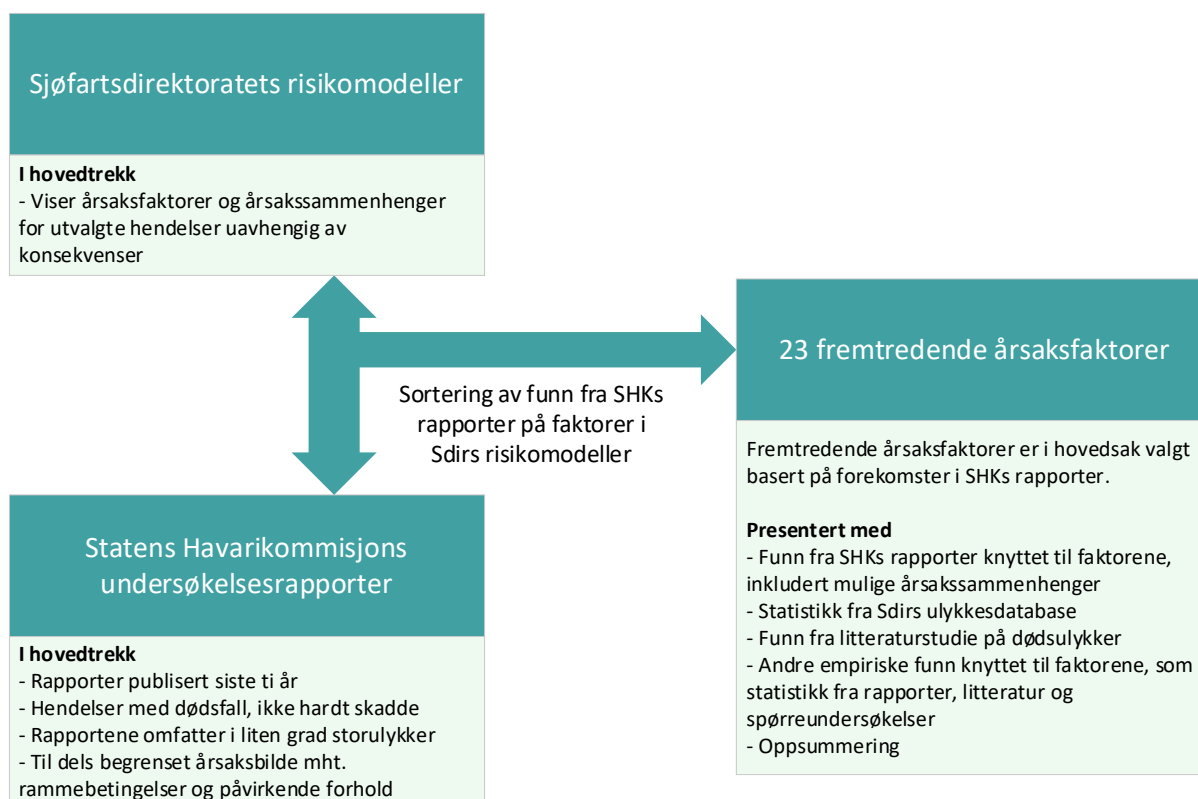 Sjøfartsdirektoratets risikomodeller
I hovedtrekk
- Viser årsaksfaktorer og årsakssammenhenger
for utvalgte hendelser uavhengig av
konsekvenser
Sortering av funn fra SHKs
rapporter på faktorer i
Sdirs risikomodeller
Statens Havarikommisjons
undersøkelsesrapporter
I hovedtrekk
- Rapporter publisert siste ti år
- Hendelser med dødsfall, ikke hardt skadde
- Rapportene omfatter i liten grad storulykker
- Til dels begrenset årsaksbilde mht.
rammebetingelser og påvirkende forhold
23 fremtredende årsaksfaktorer
Fremtredende årsaksfaktorer er i hovedsak valgt
basert på forekomster i SHKs rapporter.
Presentert med
- Funn fra SHKs rapporter knyttet til faktorene,
inkludert mulige årsakssammenhenger
- Statistikk fra Sdirs ulykkesdatabase
- Funn fra litteraturstudie på dødsulykker
- Andre empiriske funn knyttet til faktorene, som
statistikk fra rapporter, litteratur og
spørreundersøkelser
- Oppsummering